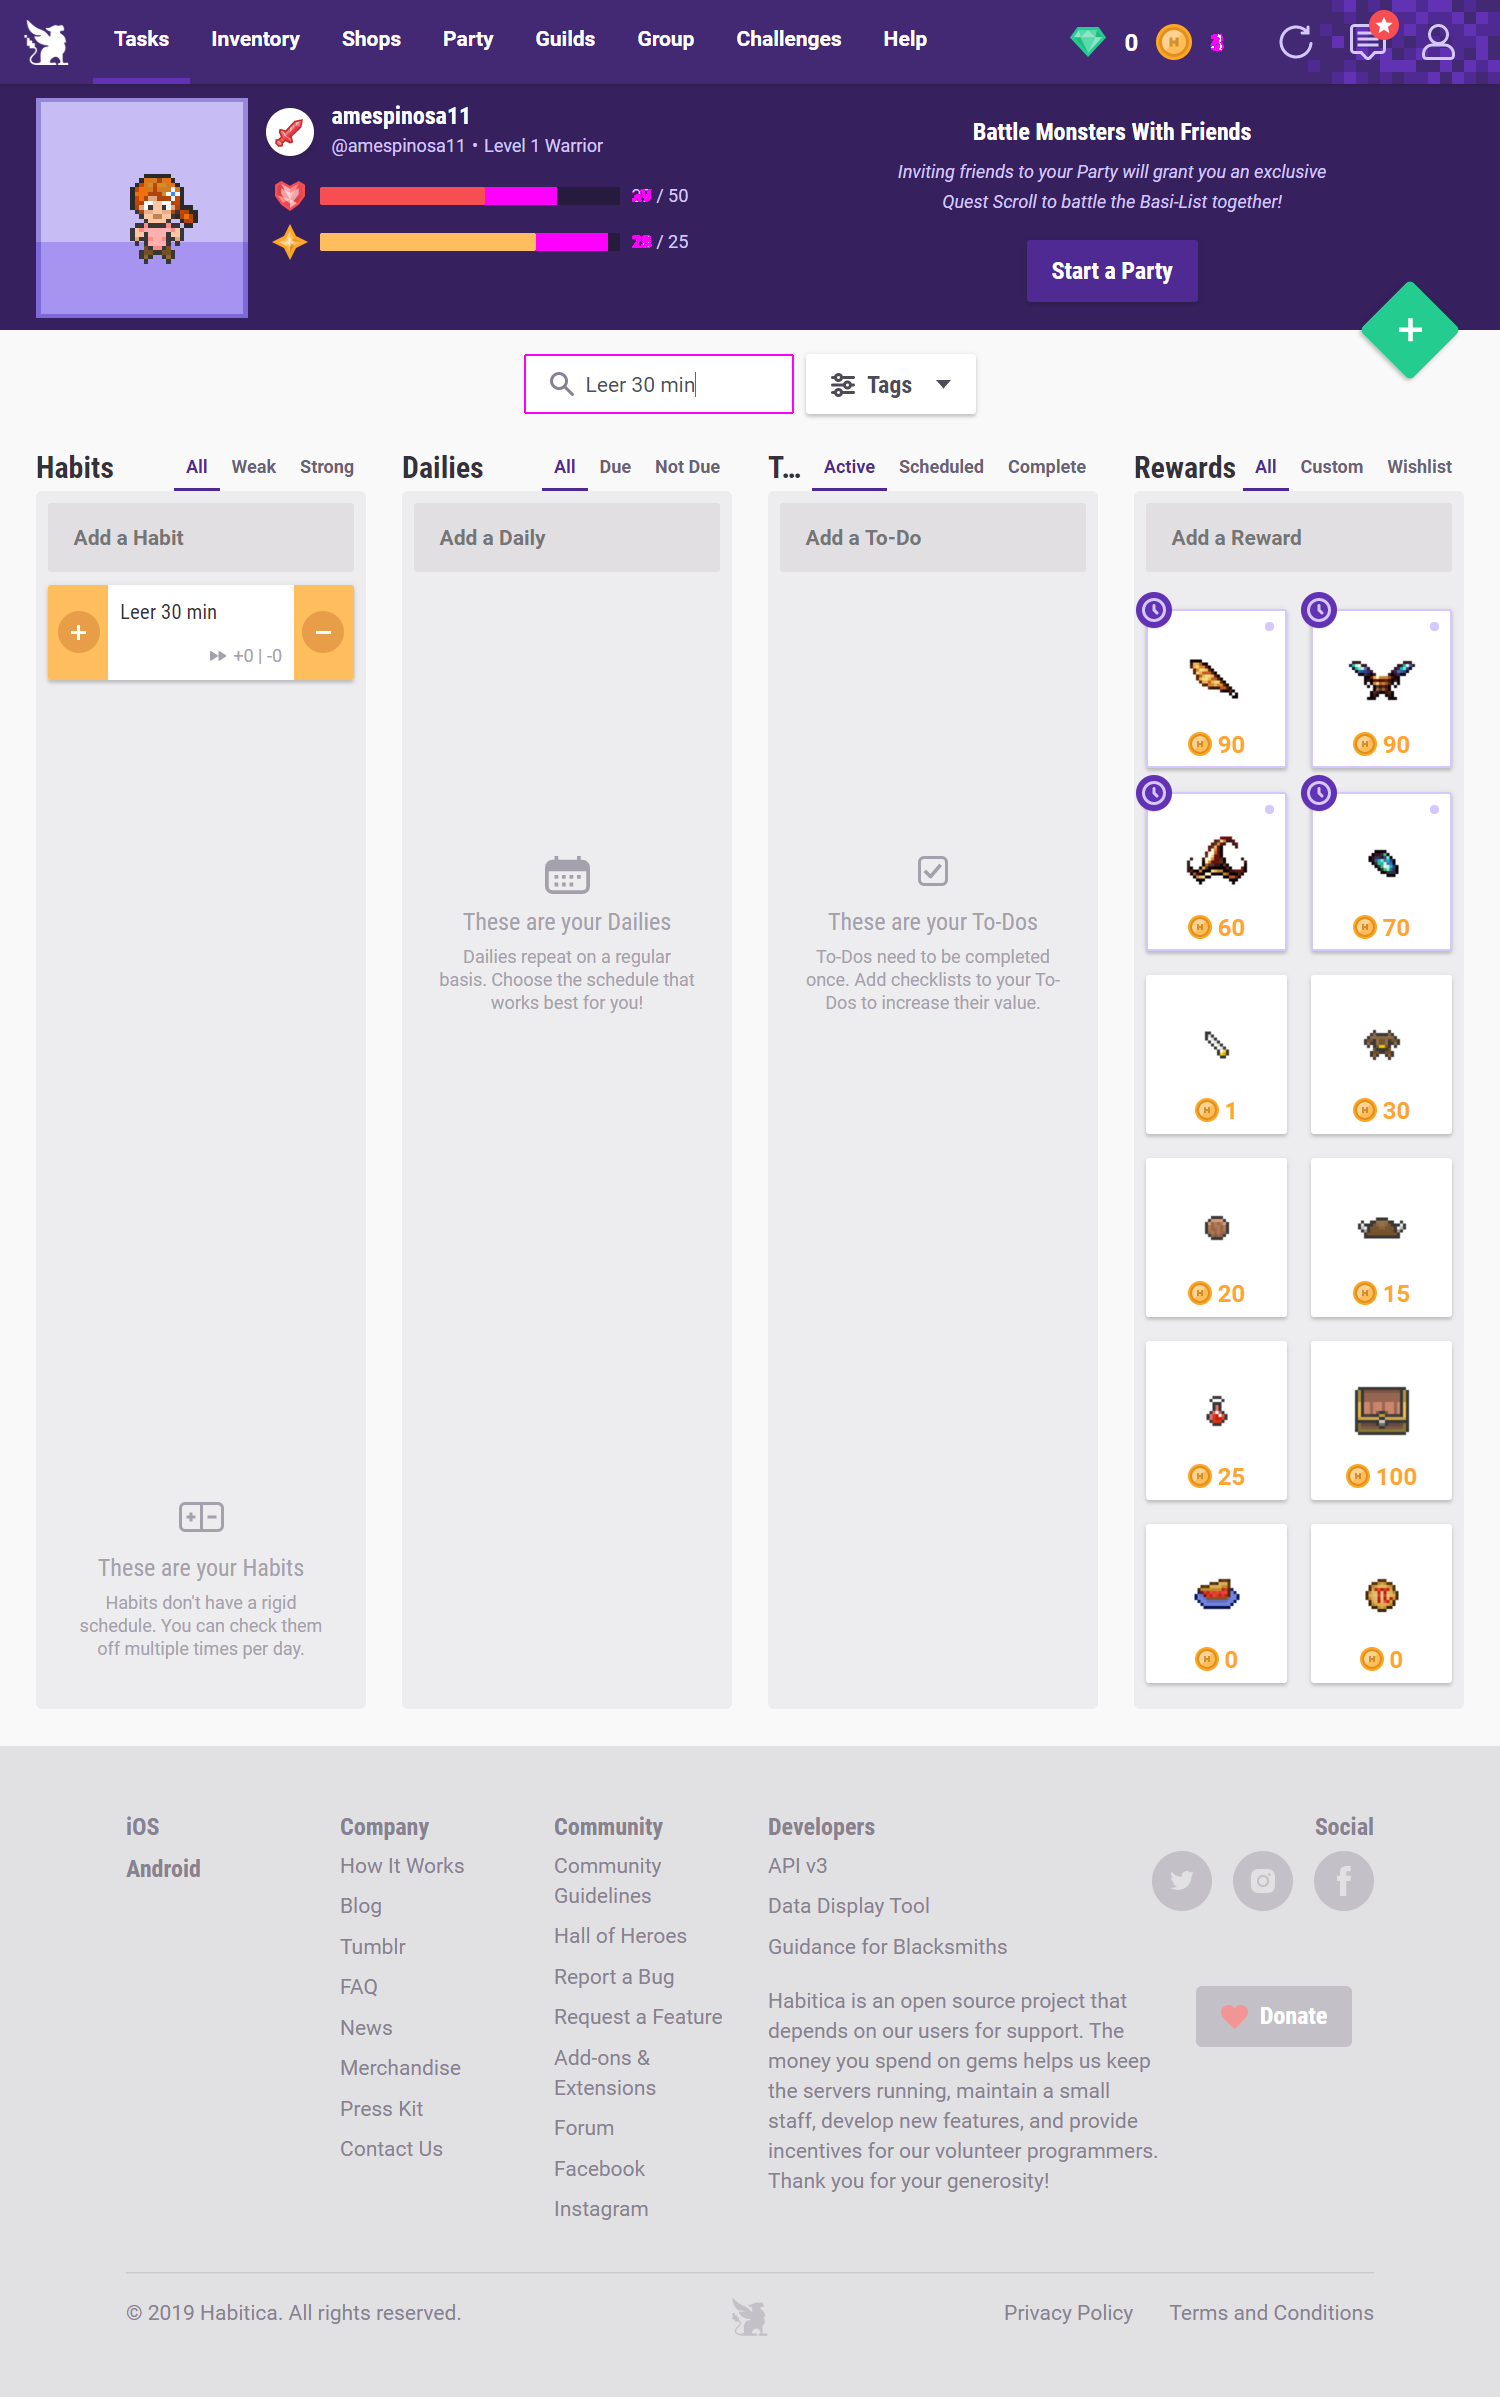 Tasks Inventory Shops Party Guilds Group Challenges Help 0
amespinosa11
@amespinosa11 • Level 1 Warrior
/ 50
/ 25
Battle Monsters With Friends
Inviting friends to your Party will grant you an exclusive
Quest Scroll to battle the Basi-List together!
Start a Party
Leer 30 min
Tags
Habits All Weak Strong
Add a Habit
Leer 30 min
+0 | -0
These are your Habits
Habits don't have a rigid
schedule. You can check them
off multiple times per day.
Dailies All Due Not Due
Add a Daily
These are your Dailies
Dailies repeat on a regular
basis. Choose the schedule that
works best for you!
T... Active Scheduled Complete
Add a To-Do
These are your To-Dos
To-Dos need to be completed
once. Add checklists to your To-
Dos to increase their value.
Rewards All Custom Wishlist
Add a Reward
90 90
60 70
1 30
20 15
25 100
0 0
iOS
Android
Company
How It Works
Blog
Tumblr
FAQ
News
Merchandise
Press Kit
Contact Us
Community
Community
Guidelines
Hall of Heroes
Report a Bug
Request a Feature
Add-ons &
Extensions
Forum
Facebook
Instagram
Developers
API v3
Data Display Tool
Guidance for Blacksmiths
Habitica is an open source project that
depends on our users for support. The
money you spend on gems helps us keep
the servers running, maintain a small
staff, develop new features, and provide
incentives for our volunteer programmers.
Thank you for your generosity!
Social
Donate
© 2019 Habitica. All rights reserved.
Privacy Policy Terms and Conditions